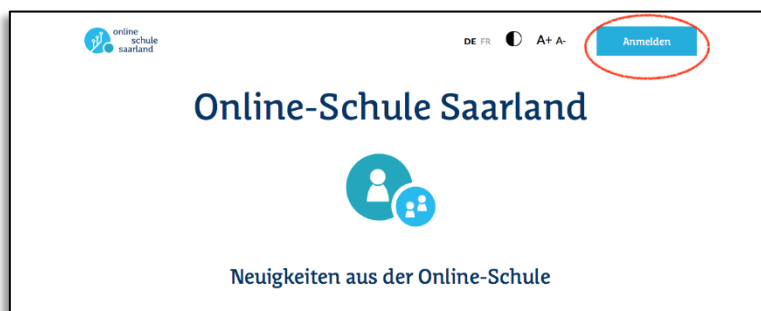 online
schule
saarland
DE FR A+ A-
Anmelden
Online-Schule Saarland
Neuigkeiten aus der Online-Schule